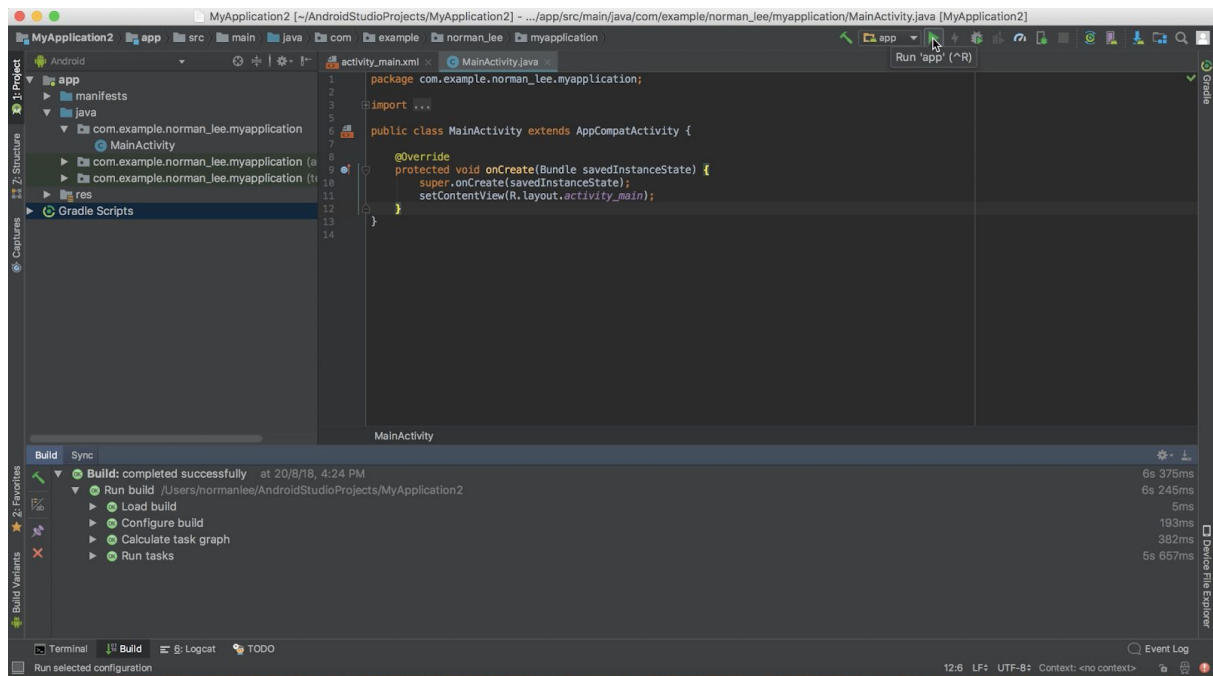 MyApplication2 [~/AndroidStudioProjects/MyApplication2] - .../app/src/main/java/com/example/norman_lee/myapplication/MainActivity.java [MyApplication2]
MyApplication2 app src main java com example norman_lee myapplication
app
Run 'app' (^R)
Android
activity_main.xml
MainActivity.java
1: Project
Z: Structure
Captures
2: Favorites
Build Variants
app
manifests
java
com.example.norman_lee.myapplication
MainActivity
com.example.norman_lee.myapplication (a
com.example.norman_lee.myapplication (te
res
Gradle Scripts
1 package com.example.norman_lee.myapplication;
2
3 import ...
5
6 public class MainActivity extends AppCompatActivity {
7
8 @Override
9 protected void onCreate(Bundle savedInstanceState) {
10 super.onCreate(savedInstanceState);
11 setContentView(R.layout.activity_main);
12 }
13 }
14
MainActivity
Gradle
Device File Explorer
Build Sync
Build: completed successfully at 20/8/18, 4:24 PM 6s 375ms
Run build /Users/normanlee/AndroidStudioProjects/MyApplication2 6s 245ms
Load build 5ms
Configure build 193ms
Calculate task graph 382ms
Run tasks 5s 657ms
Terminal Build 6: Logcat TODO Event Log
Run selected configuration 12:6 LF UTF-8 Context: <no context>